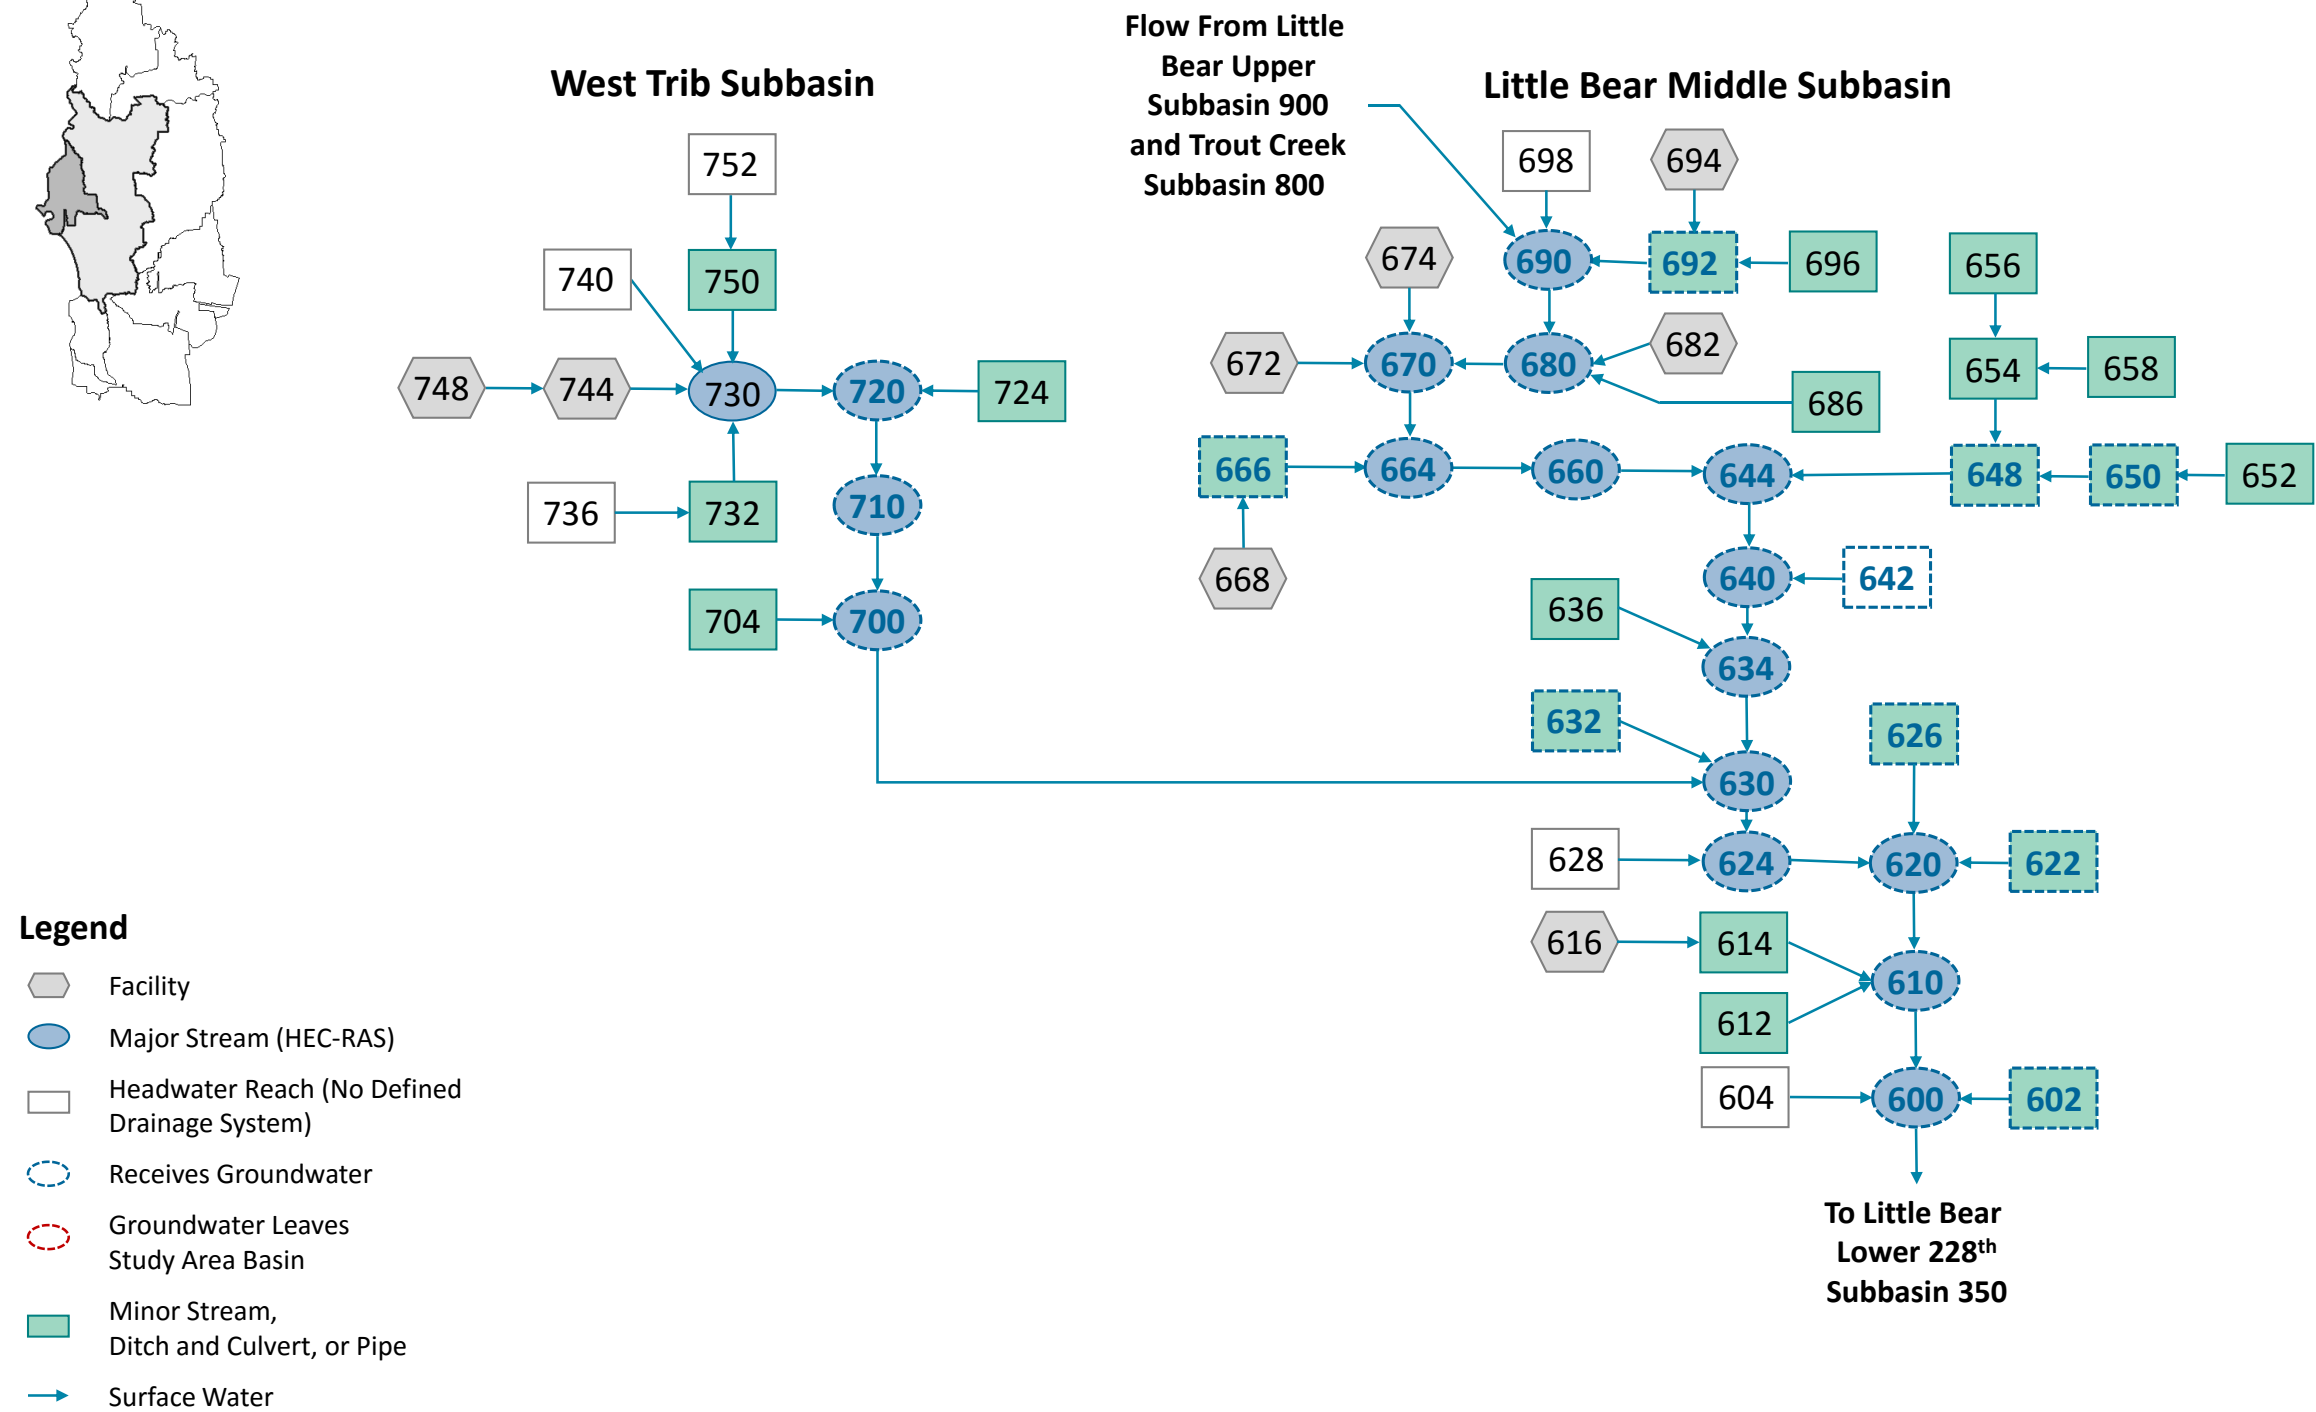 Flow From Little
Bear Upper
Subbasin 900
and Trout Creek
Subbasin 800
West Trib Subbasin
Little Bear Middle Subbasin
752
740
750
748
744
730
720
724
736
732
710
704
700
698
694
674
690
692
696
656
672
670
680
682
654
658
686
666
664
660
644
648
650
652
668
640
642
636
634
632
626
630
628
624
620
622
616
614
610
612
604
600
602
To Little Bear
Lower 228th
Subbasin 350
Legend
Facility
Major Stream (HEC-RAS)
Headwater Reach (No Defined
Drainage System)
Receives Groundwater
Groundwater Leaves
Study Area Basin
Minor Stream,
Ditch and Culvert, or Pipe
Surface Water